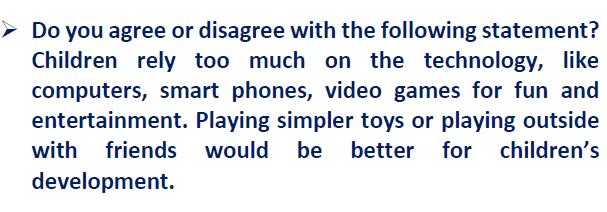 ➢ Do you agree or disagree with the following statement?
Children rely too much on the technology, like
computers, smart phones, video games for fun and
entertainment. Playing simpler toys or playing outside
with friends would be better for children’s
development.